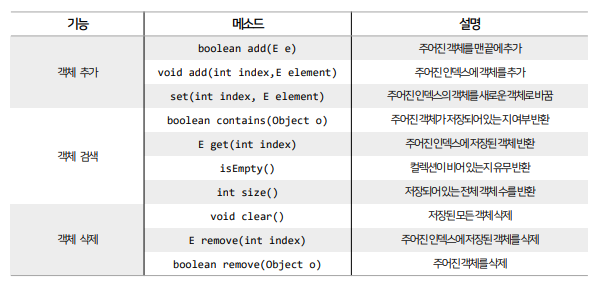 기능 메소드 설명
boolean add(E e) 주어진 객체를 맨끝에 추가
객체 추가 void add(int index,E element) 주어진 인덱스에 객체를 추가
set(int index, E element) 주어진 인덱스의 객체를 새로운 객체로 바꿈
boolean contains(Object o) 주어진 객체가 저장되어 있는 지 여부 반환
E get(int index) 주어진 인덱스에 저장된 객체 반환
객체 검색
isEmpty() 컬렉션이 비어 있는지 유무 반환
int size() 저장되어 있는 전체 객체 수를 반환
void clear() 저장된 모든 객체 삭제
객체 삭제 E remove(int index) 주어진 인덱스에 저장된 객체를 삭제
boolean remove(Object o) 주어진 객체를 삭제